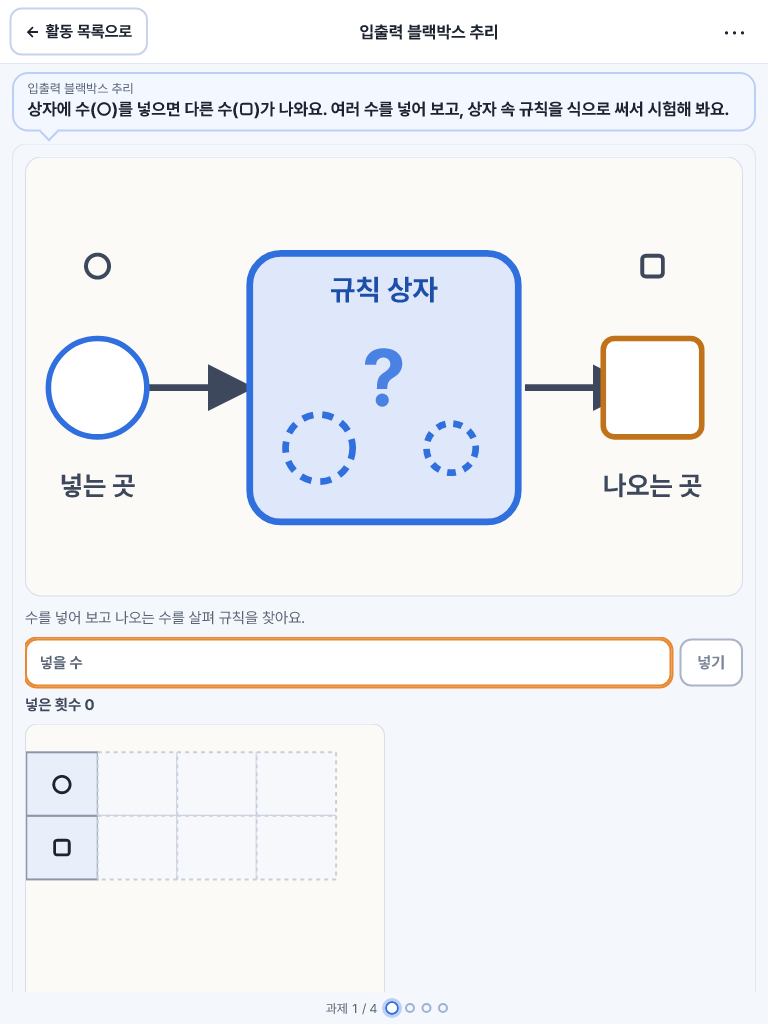 ← 활동 목록으로
입출력 블랙박스 추리
...
입출력 블랙박스 추리
상자에 수(○)를 넣으면 다른 수(□)가 나와요. 여러 수를 넣어 보고, 상자 속 규칙을 식으로 써서 시험해 봐요.
규칙 상자
?
넣는 곳
나오는 곳
수를 넣어 보고 나오는 수를 살펴 규칙을 찾아요.
넣을 수
넣기
넣은 횟수 0
과제 1 / 4